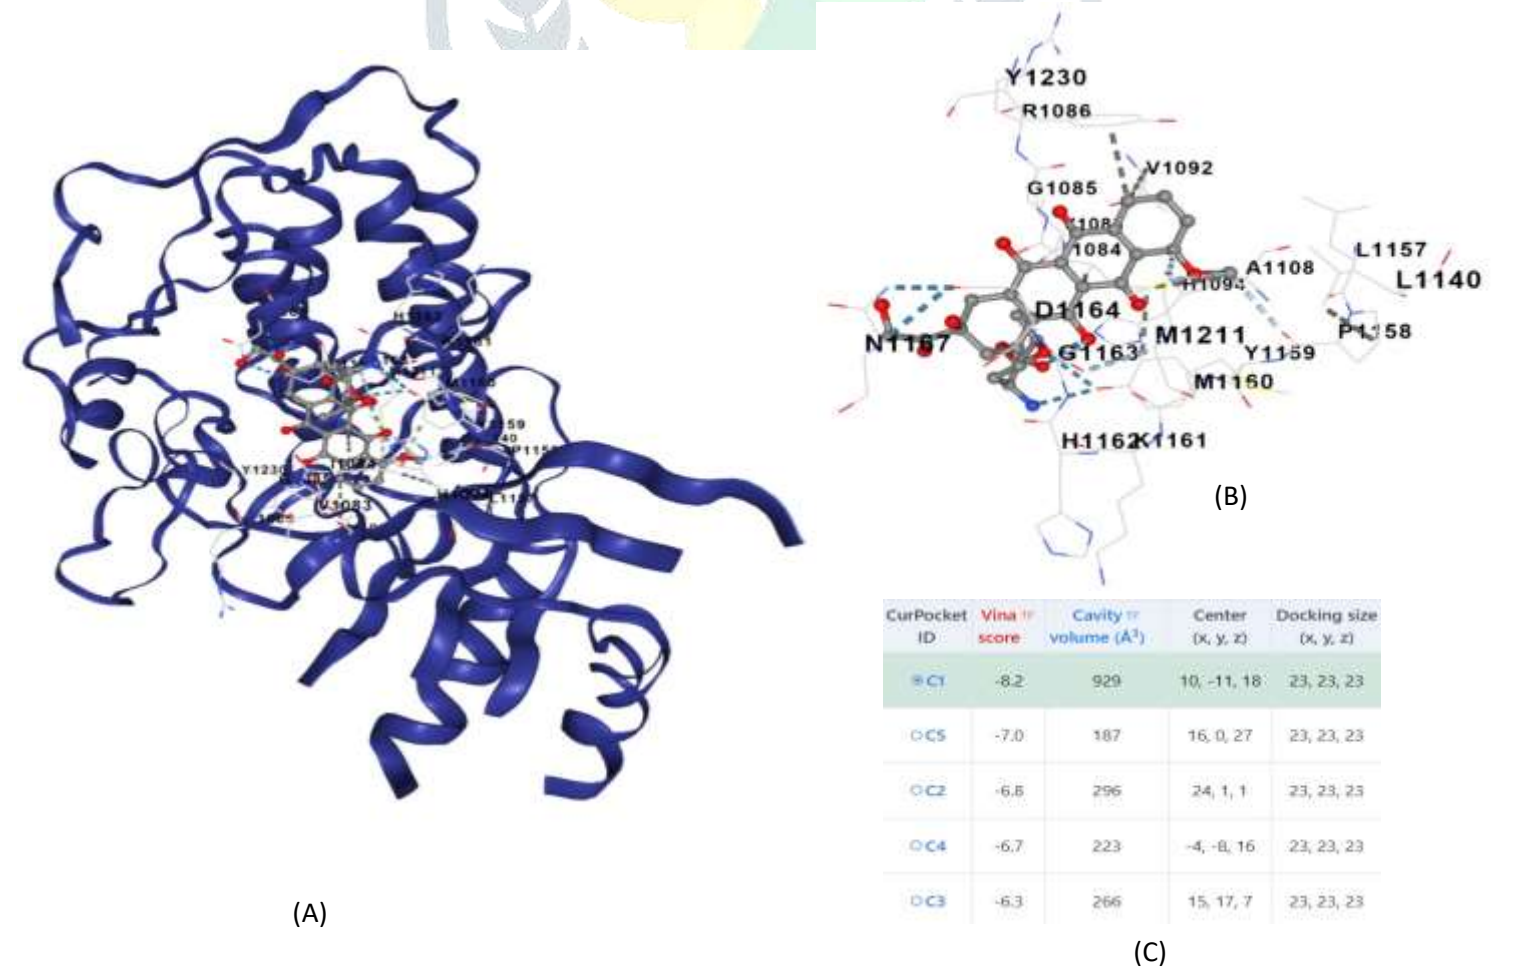 Y1230
R1086
V1092
G1085
1084
A1108
H1094
L1157
L1140
D1164
N1167
M1211
P1158
G1163
Y1159
M1160
H1162
K1161
(B)
Y1230
V1083
(A)
CurPocket ID Vina score Cavity volume (Å³) Center (x, y, z) Docking size (x, y, z)
C1 -8.2 929 10, -11, 18 23, 23, 23
C5 -7.0 187 16, 0, 27 23, 23, 23
C2 -6.8 296 24, 1, 1 23, 23, 23
C4 -6.7 223 -4, -8, 16 23, 23, 23
C3 -6.3 266 15, 17, 7 23, 23, 23
(C)